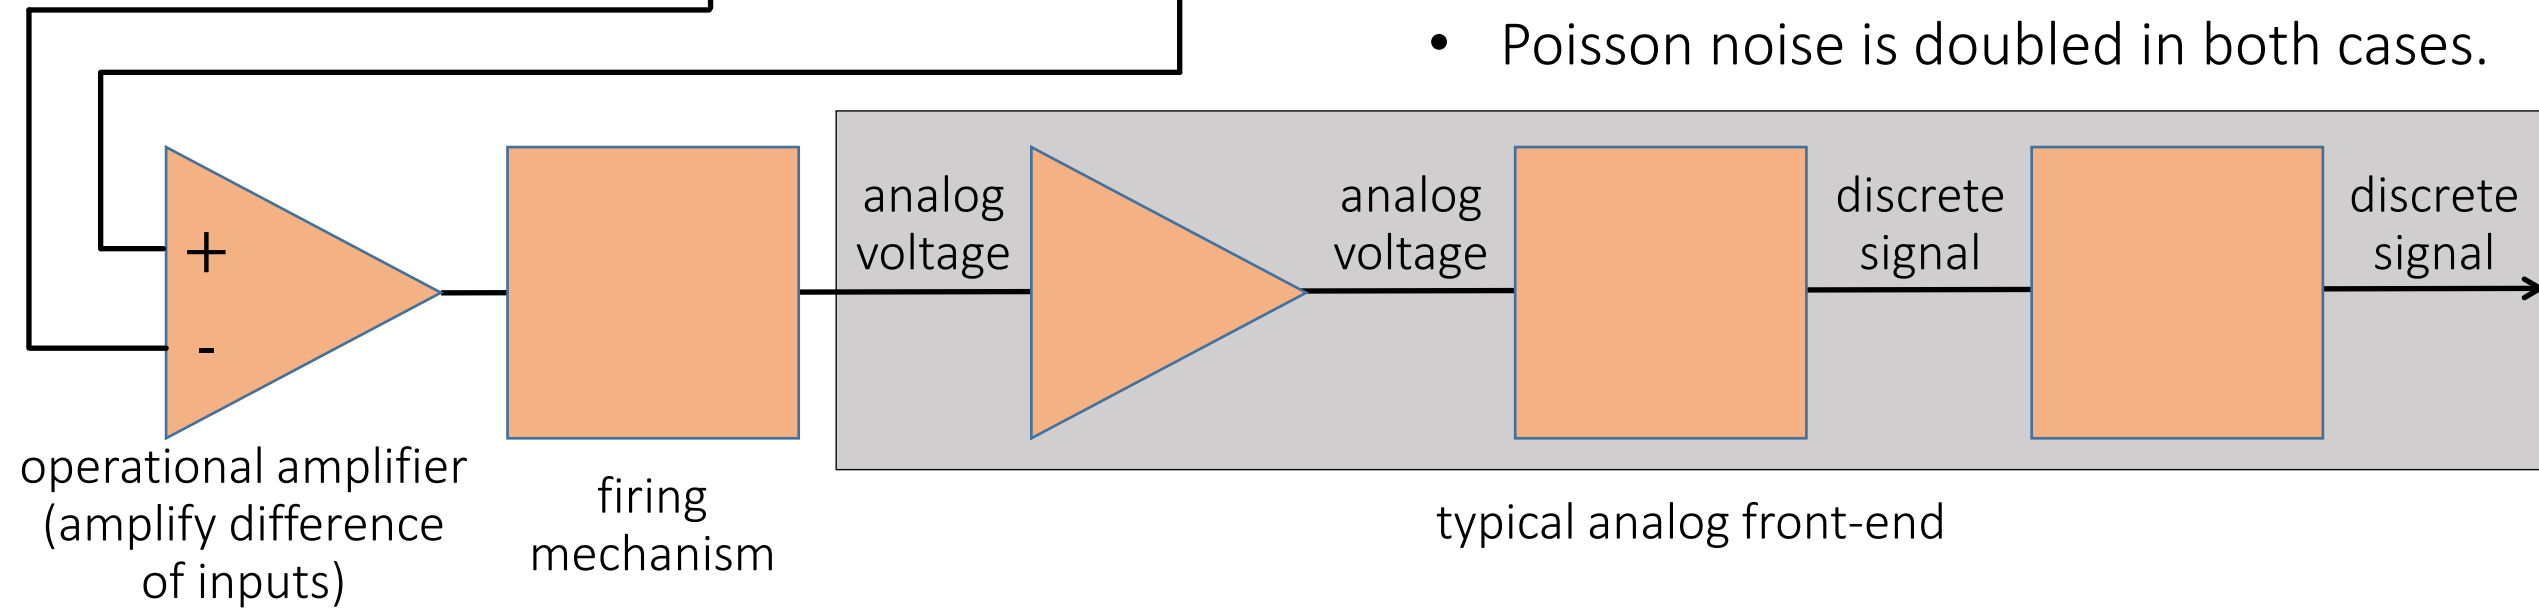 • Poisson noise is doubled in both cases.
analog
voltage
analog
voltage
discrete
signal
discrete
signal
+
-
operational amplifier
(amplify difference
of inputs)
firing
mechanism
typical analog front-end